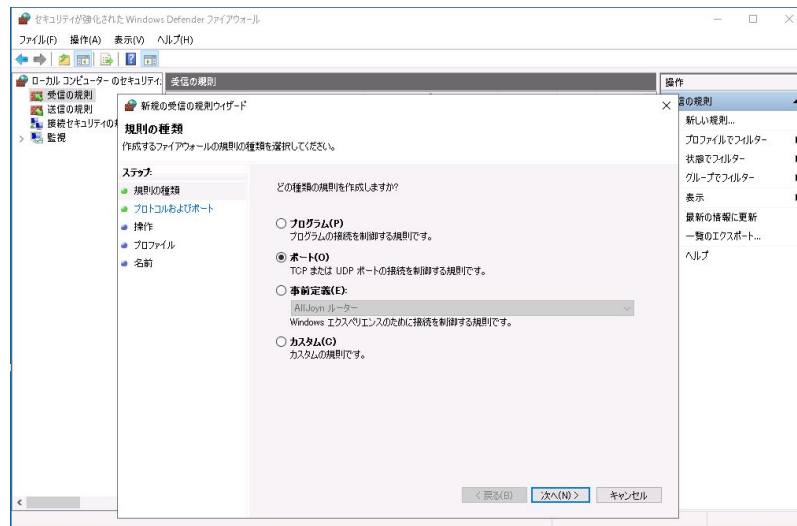 セキュリティが強化された Windows Defender ファイアウォール
ファイル(F) 操作(A) 表示(V) ヘルプ(H)
ローカル コンピューター のセキュリティ
受信の規則
送信の規則
接続セキュリティの
監視
受信の規則
新規の受信の規則ウィザード
規則の種類
作成するファイアウォールの規則の種類を選択してください。
ステップ:
規則の種類
プロトコルおよびポート
操作
プロファイル
名前
どの種類の規則を作成しますか?
プログラム(P)
プログラムの接続を制御する規則です。
ポート(O)
TCP または UDP ポートの接続を制御する規則です。
事前定義(E):
AllJoyn ルーター
Windows エクスペリエンスのために接続を制御する規則です。
カスタム(C)
カスタムの規則です。
< 戻る(B) 次へ(N) > キャンセル
操作
信の規則
新しい規則...
プロファイルでフィルター
状態でフィルター
グループでフィルター
表示
最新の情報に更新
一覧のエクスポート...
ヘルプ